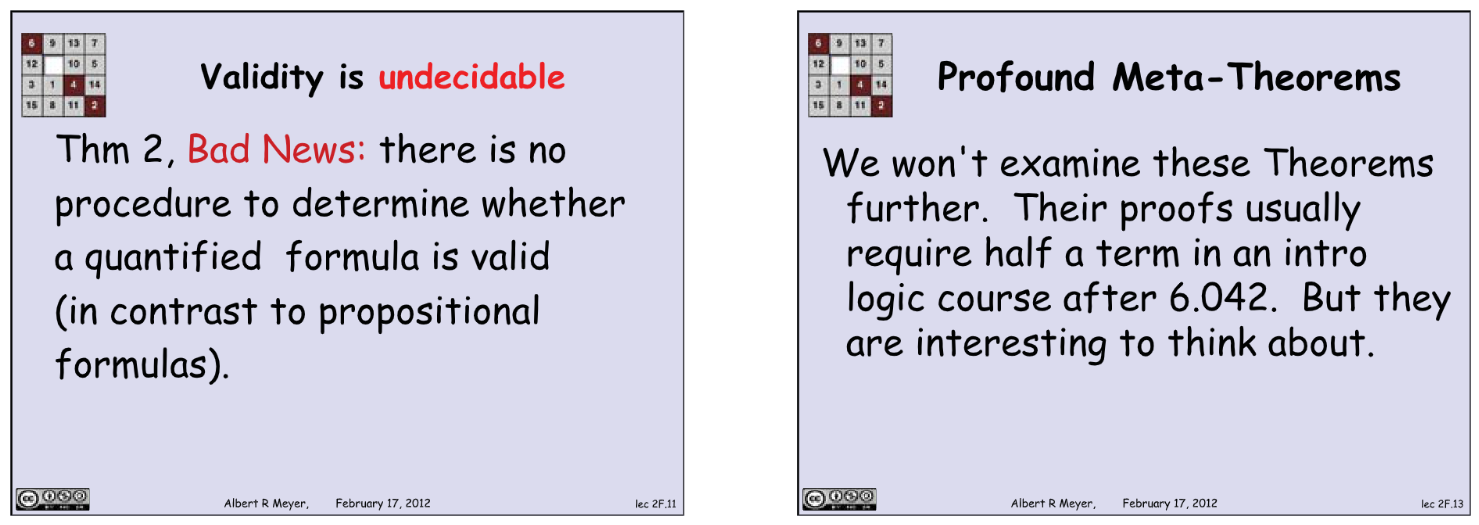 6 9 13 7
12 10 5
3 1 4 14
15 8 11 2
Validity is undecidable
Thm 2, Bad News: there is no
procedure to determine whether
a quantified formula is valid
(in contrast to propositional
formulas).
Albert R Meyer, February 17, 2012
lec 2F.11
6 9 13 7
12 10 5
3 1 4 14
15 8 11 2
Profound Meta-Theorems
We won't examine these Theorems
further. Their proofs usually
require half a term in an intro
logic course after 6.042. But they
are interesting to think about.
Albert R Meyer, February 17, 2012
lec 2F.13